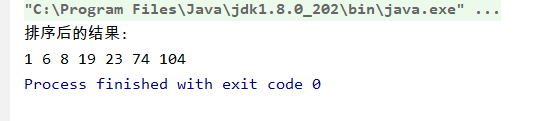 "C:\Program Files\Java\jdk1.8.0_202\bin\java.exe" ...
排序后的结果:
1 6 8 19 23 74 104
Process finished with exit code 0